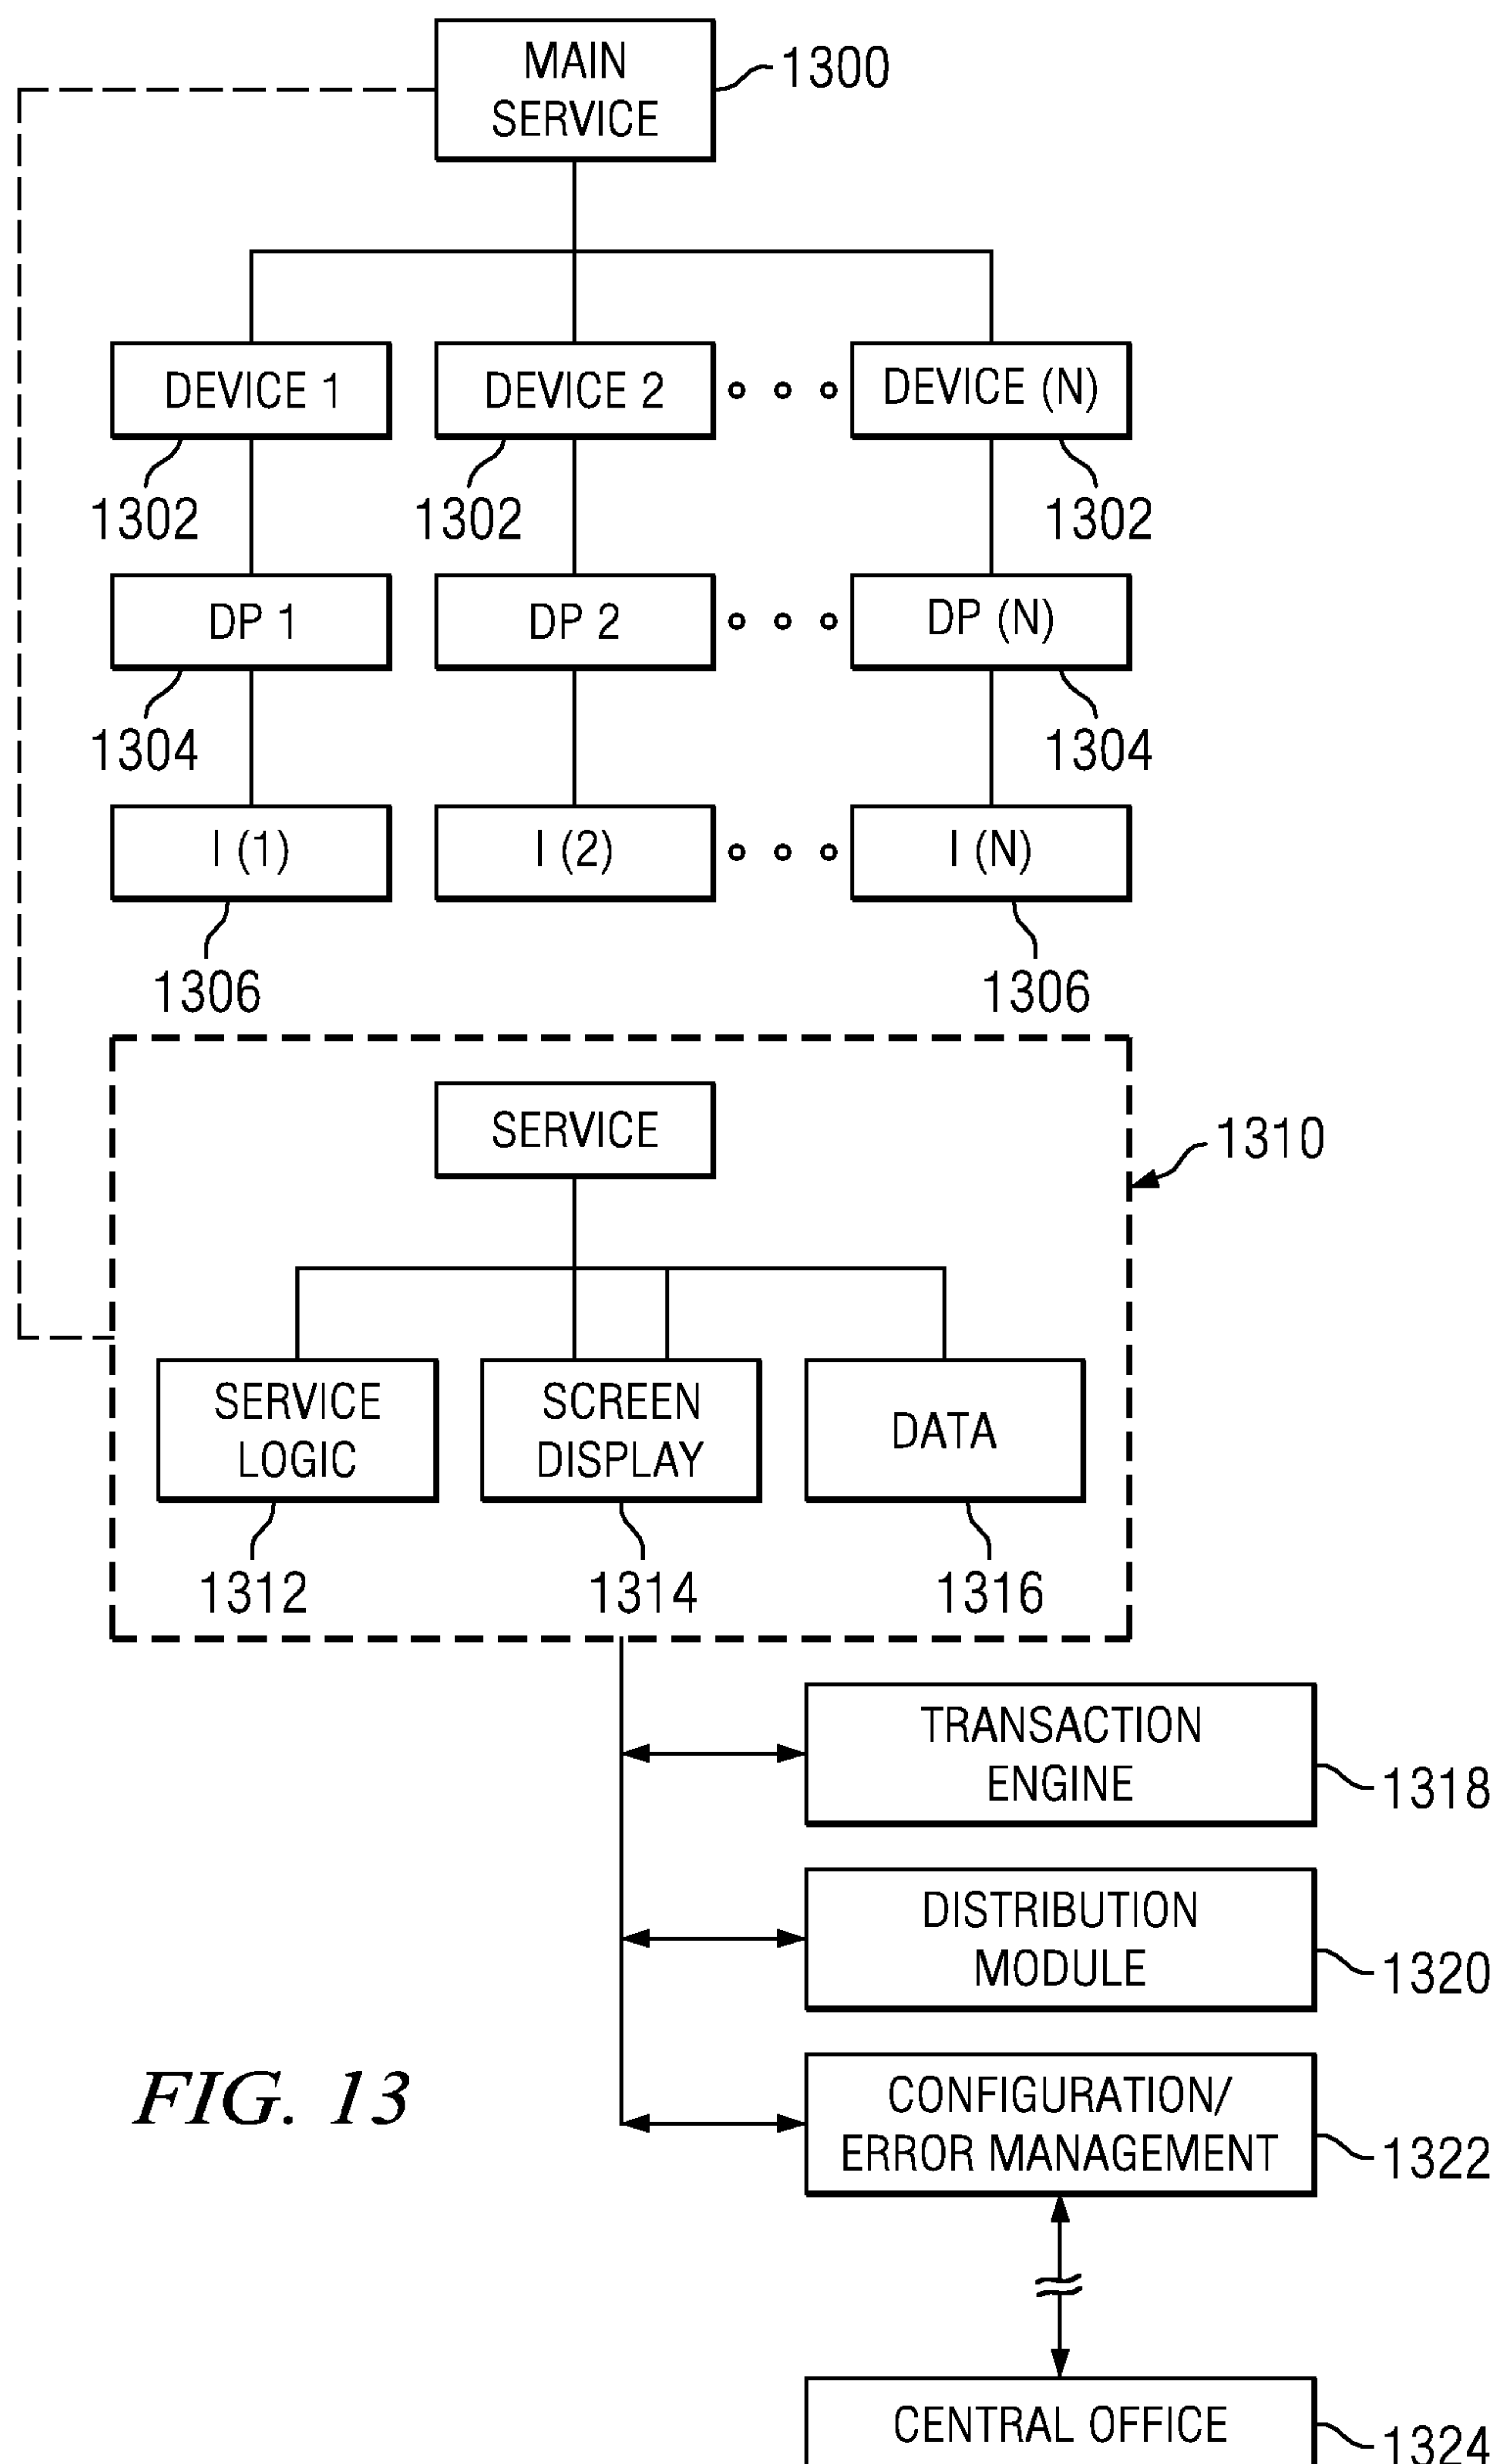 MAIN
SERVICE
1300
DEVICE 1
DEVICE 2
DEVICE (N)
1302
1302
1302
DP 1
DP 2
DP (N)
1304
1304
I (1)
I (2)
I (N)
1306
1306
SERVICE
1310
SERVICE
LOGIC
SCREEN
DISPLAY
DATA
1312
1314
1316
TRANSACTION
ENGINE
1318
DISTRIBUTION
MODULE
1320
CONFIGURATION/
ERROR MANAGEMENT
1322
FIG. 13
CENTRAL OFFICE
1324